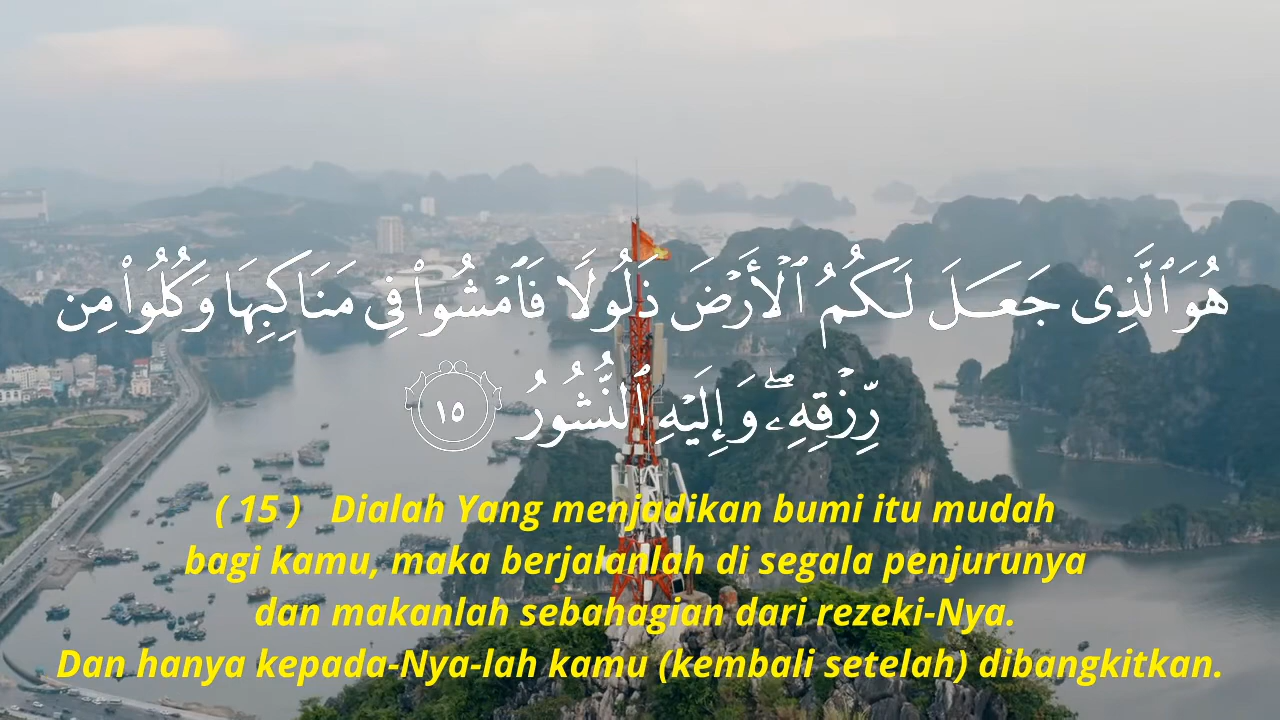 هُوَ ٱلَّذِى جَعَلَ لَكُمُ ٱلْأَرْضَ ذَلُولًا فَٱمْشُوا۟ فِى مَنَاكِبِهَا وَكُلُوا۟ مِن
رِّزْقِهِۦ ۖ وَإِلَيْهِ ٱلنُّشُورُ ١٥
( 15 ) Dialah Yang menjadikan bumi itu mudah
bagi kamu, maka berjalanlah di segala penjurunya
dan makanlah sebahagian dari rezeki-Nya.
Dan hanya kepada-Nya-lah kamu (kembali setelah) dibangkitkan.